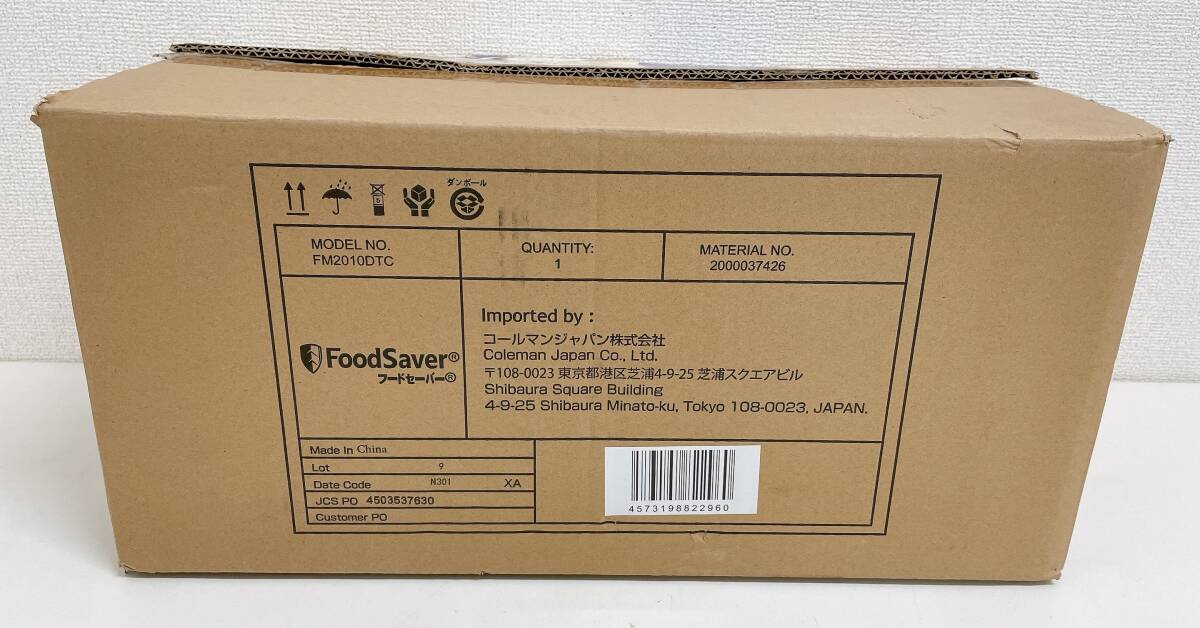 ダンボール
5
MODEL NO.
FM2010DTC
QUANTITY:
1
MATERIAL NO.
2000037426
FoodSaver®
フードセーバー®
Imported by :
コールマンジャパン株式会社
Coleman Japan Co., Ltd.
〒108-0023 東京都港区芝浦4-9-25 芝浦スクエアビル
Shibaura Square Building
4-9-25 Shibaura Minato-ku, Tokyo 108-0023, JAPAN.
Made In China
Lot 9
Date Code N301 XA
JCS PO 4503537630
Customer PO
4573198822960